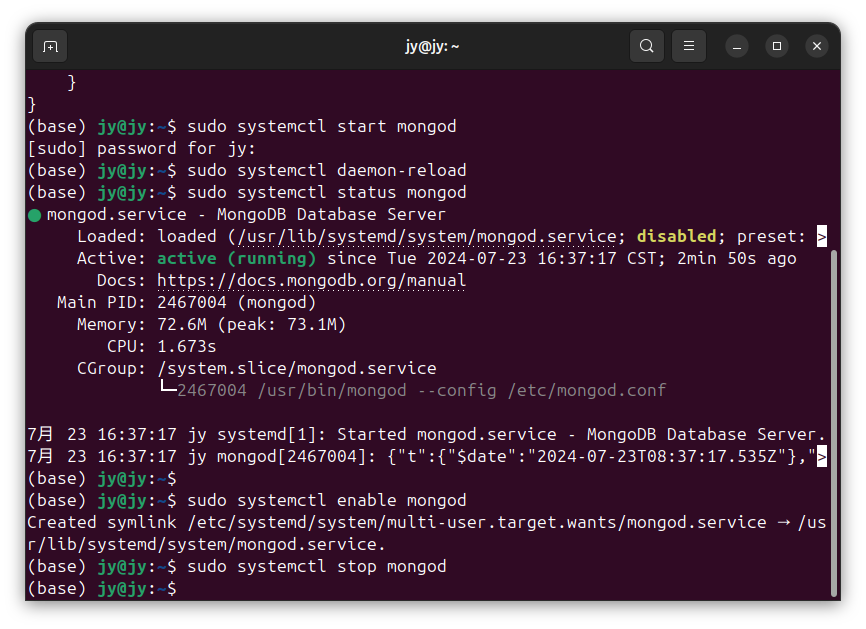 jy@jy: ~
}
}
(base) jy@jy:~$ sudo systemctl start mongod
[sudo] password for jy:
(base) jy@jy:~$ sudo systemctl daemon-reload
(base) jy@jy:~$ sudo systemctl status mongod
● mongod.service - MongoDB Database Server
Loaded: loaded (/usr/lib/systemd/system/mongod.service; disabled; preset: >
Active: active (running) since Tue 2024-07-23 16:37:17 CST; 2min 50s ago
Docs: https://docs.mongodb.org/manual
Main PID: 2467004 (mongod)
Memory: 72.6M (peak: 73.1M)
CPU: 1.673s
CGroup: /system.slice/mongod.service
└─2467004 /usr/bin/mongod --config /etc/mongod.conf
7月 23 16:37:17 jy systemd[1]: Started mongod.service - MongoDB Database Server.
7月 23 16:37:17 jy mongod[2467004]: {"t":{"$date":"2024-07-23T08:37:17.535Z"},">
(base) jy@jy:~$
(base) jy@jy:~$ sudo systemctl enable mongod
Created symlink /etc/systemd/system/multi-user.target.wants/mongod.service → /us
r/lib/systemd/system/mongod.service.
(base) jy@jy:~$ sudo systemctl stop mongod
(base) jy@jy:~$